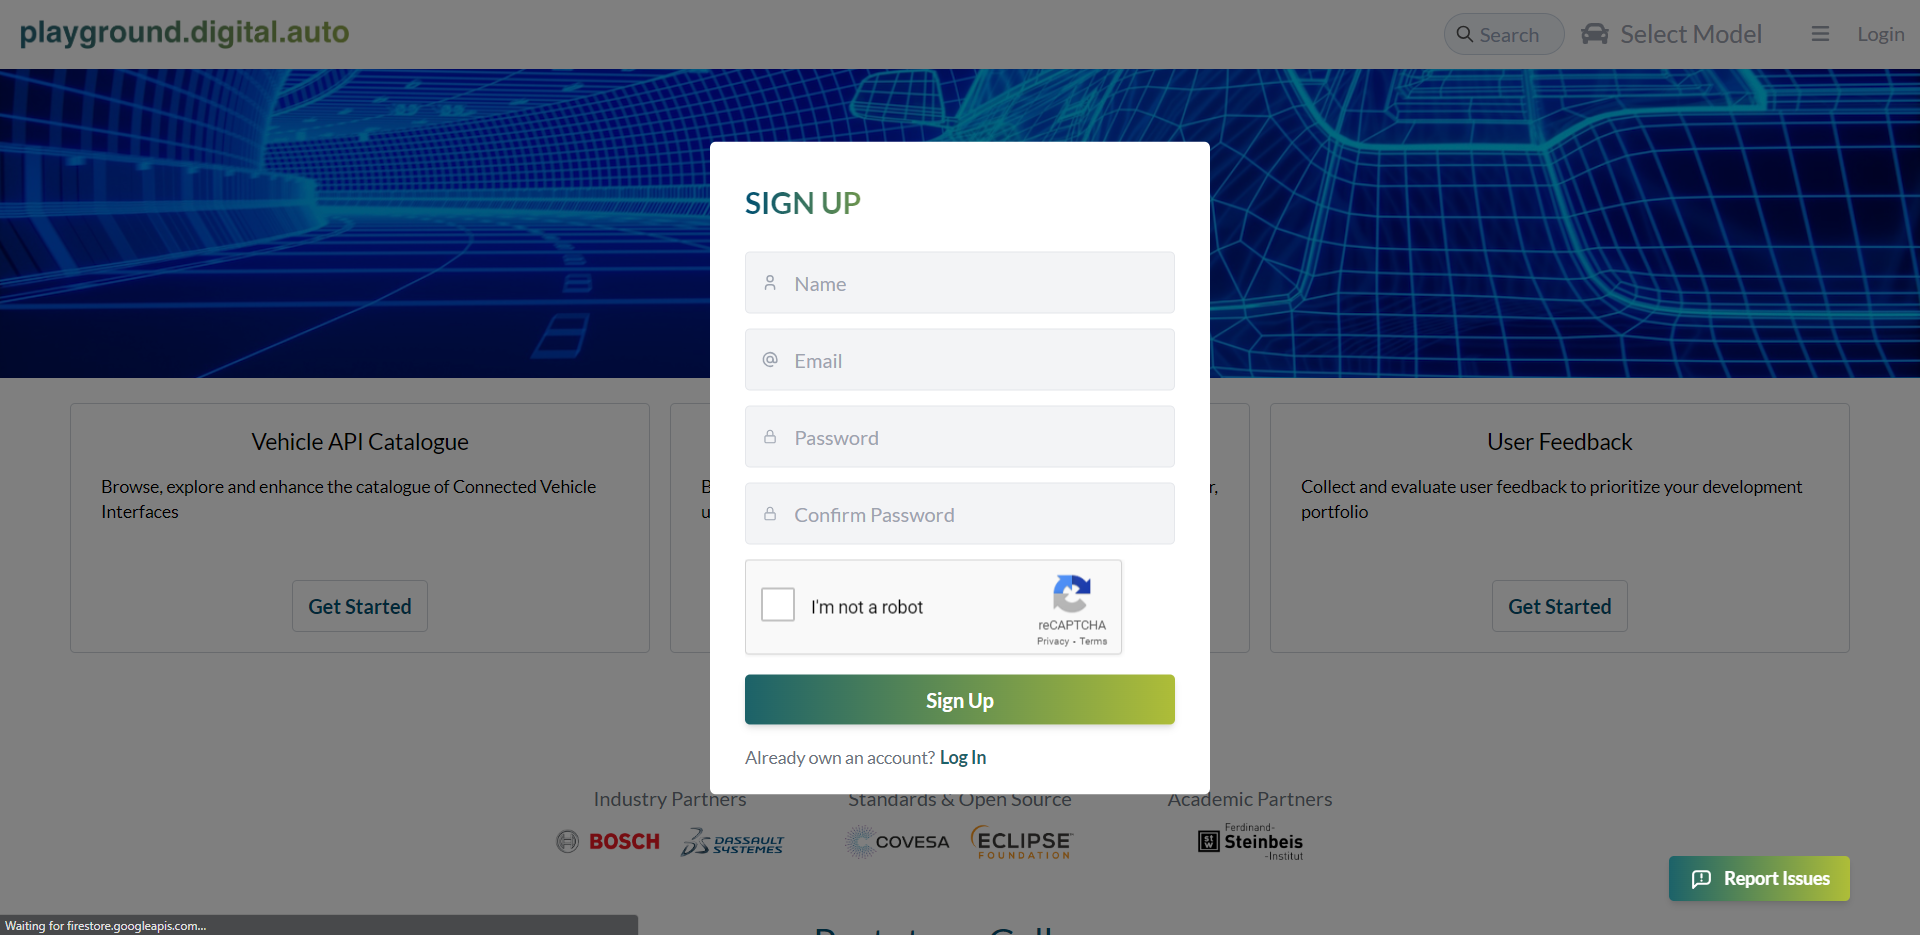 playground.digital.auto
Search
Select Model
Login
SIGN UP
Name
Email
Password
Confirm Password
I'm not a robot
reCAPTCHA
Privacy - Terms
Sign Up
Already own an account? Log In
Vehicle API Catalogue
Browse, explore and enhance the catalogue of Connected Vehicle
Interfaces
Get Started
User Feedback
Collect and evaluate user feedback to prioritize your development
portfolio
Get Started
Industry Partners
BOSCH
DASSAULT
SYSTEMES
Standards & Open Source
COVESA
ECLIPSE
FOUNDATION
Academic Partners
stw
Ferdinand-
Steinbeis
-Institut
Report Issues
Waiting for firestore.googleapis.com...